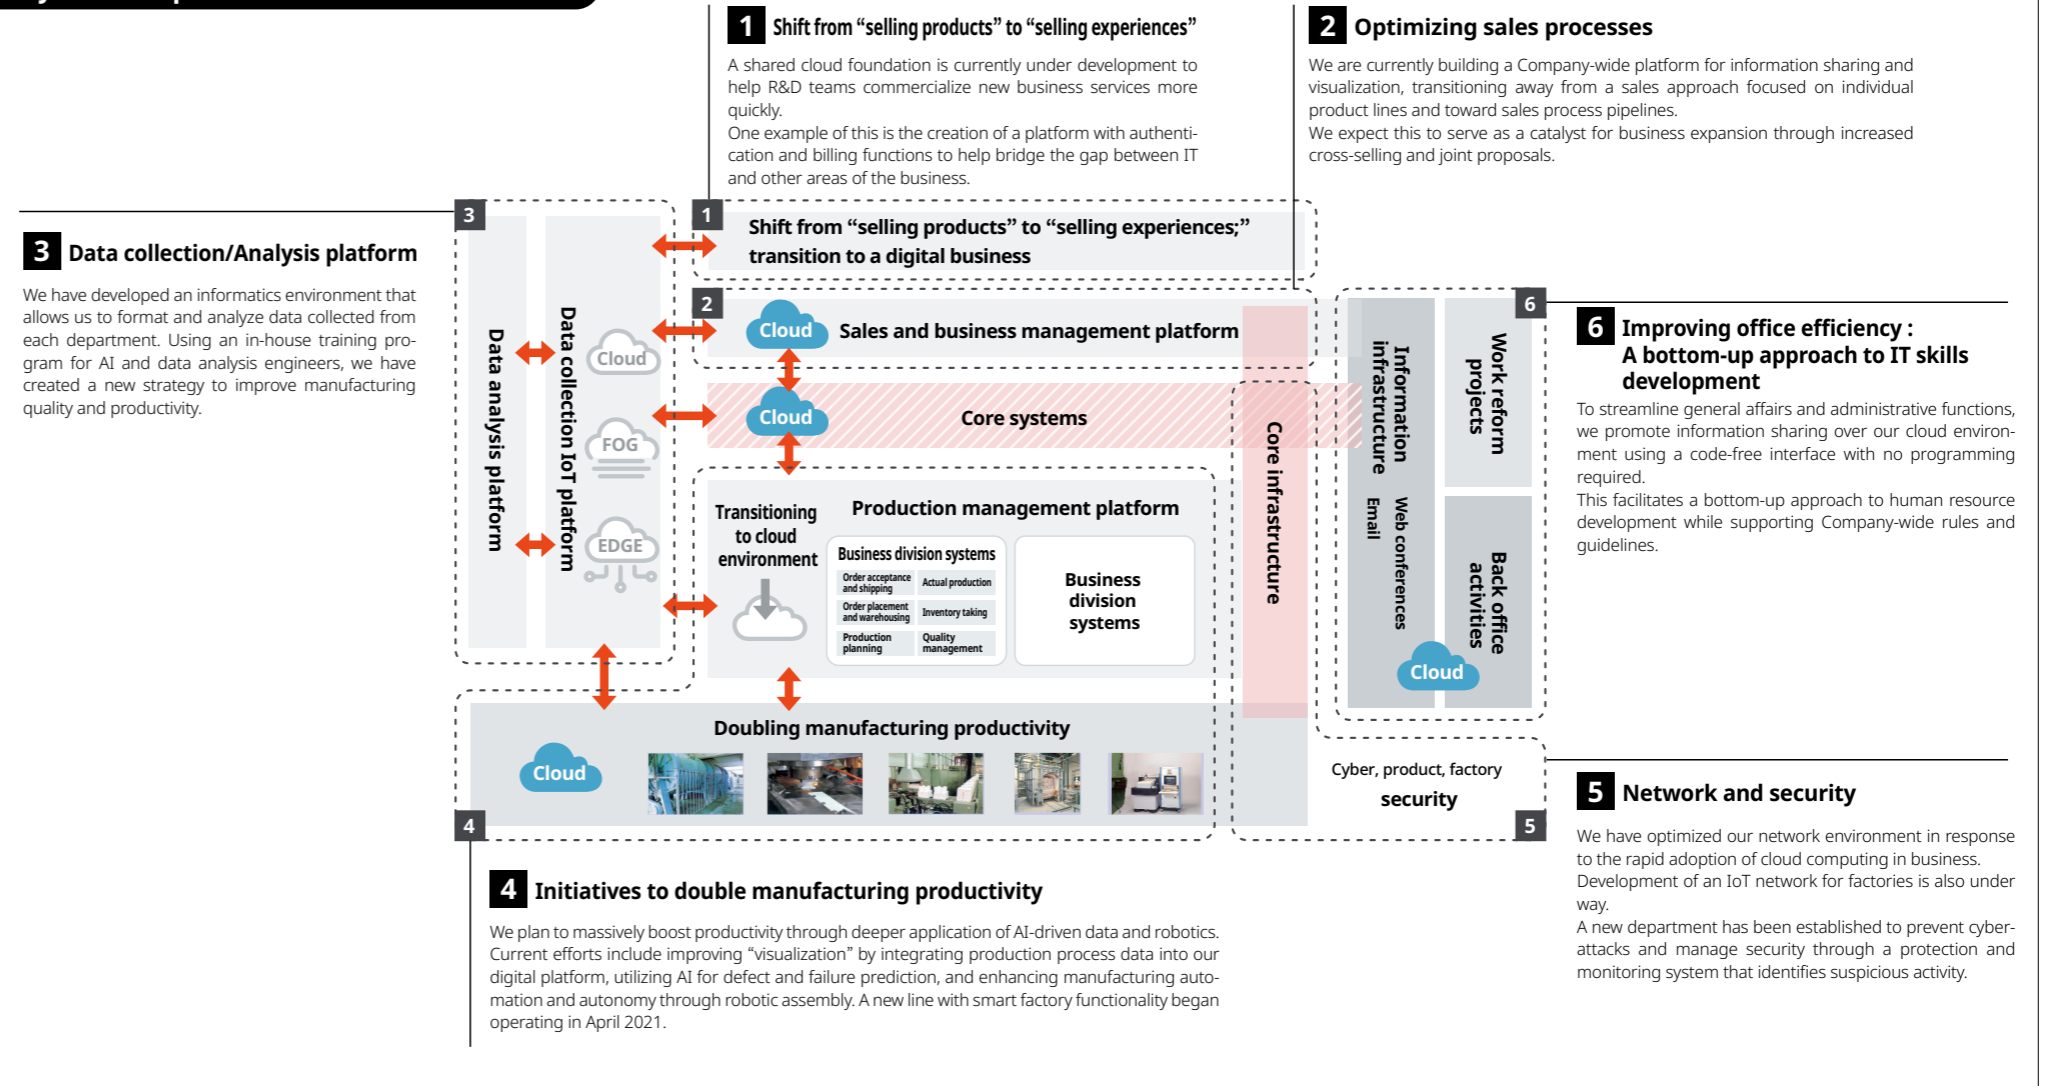 1 Shift from “selling products” to “selling experiences”
A shared cloud foundation is currently under development to
help R&D teams commercialize new business services more
quickly.
One example of this is the creation of a platform with authenti-
cation and billing functions to help bridge the gap between IT
and other areas of the business.
2 Optimizing sales processes
We are currently building a Company-wide platform for information sharing and
visualization, transitioning away from a sales approach focused on individual
product lines and toward sales process pipelines.
We expect this to serve as a catalyst for business expansion through increased
cross-selling and joint proposals.
3 Data collection/Analysis platform
We have developed an informatics environment that
allows us to format and analyze data collected from
each department. Using an in-house training pro-
gram for AI and data analysis engineers, we have
created a new strategy to improve manufacturing
quality and productivity.
3
Data analysis platform
Data collection IoT platform
Cloud
FOG
EDGE
1
Shift from “selling products” to “selling experiences;”
transition to a digital business
2
Cloud
Sales and business management platform
Cloud
Core systems
Transitioning
to cloud
environment
Production management platform
Business division systems
Order acceptance
and shipping
Actual production
Order placement
and warehousing
Inventory taking
Production
planning
Quality
management
Business
division
systems
Core infrastructure
6
Information
infrastructure
Web conferences
Email
Work reform
projects
Back office
activities
Cloud
4
Doubling manufacturing productivity
Cloud
Cyber, product, factory
security
5
6 Improving office efficiency :
A bottom-up approach to IT skills
development
To streamline general affairs and administrative functions,
we promote information sharing over our cloud environ-
ment using a code-free interface with no programming
required.
This facilitates a bottom-up approach to human resource
development while supporting Company-wide rules and
guidelines.
5 Network and security
We have optimized our network environment in response
to the rapid adoption of cloud computing in business.
Development of an IoT network for factories is also under
way.
A new department has been established to prevent cyber-
attacks and manage security through a protection and
monitoring system that identifies suspicious activity.
4 Initiatives to double manufacturing productivity
We plan to massively boost productivity through deeper application of AI-driven data and robotics.
Current efforts include improving “visualization” by integrating production process data into our
digital platform, utilizing AI for defect and failure prediction, and enhancing manufacturing auto-
mation and autonomy through robotic assembly. A new line with smart factory functionality began
operating in April 2021.